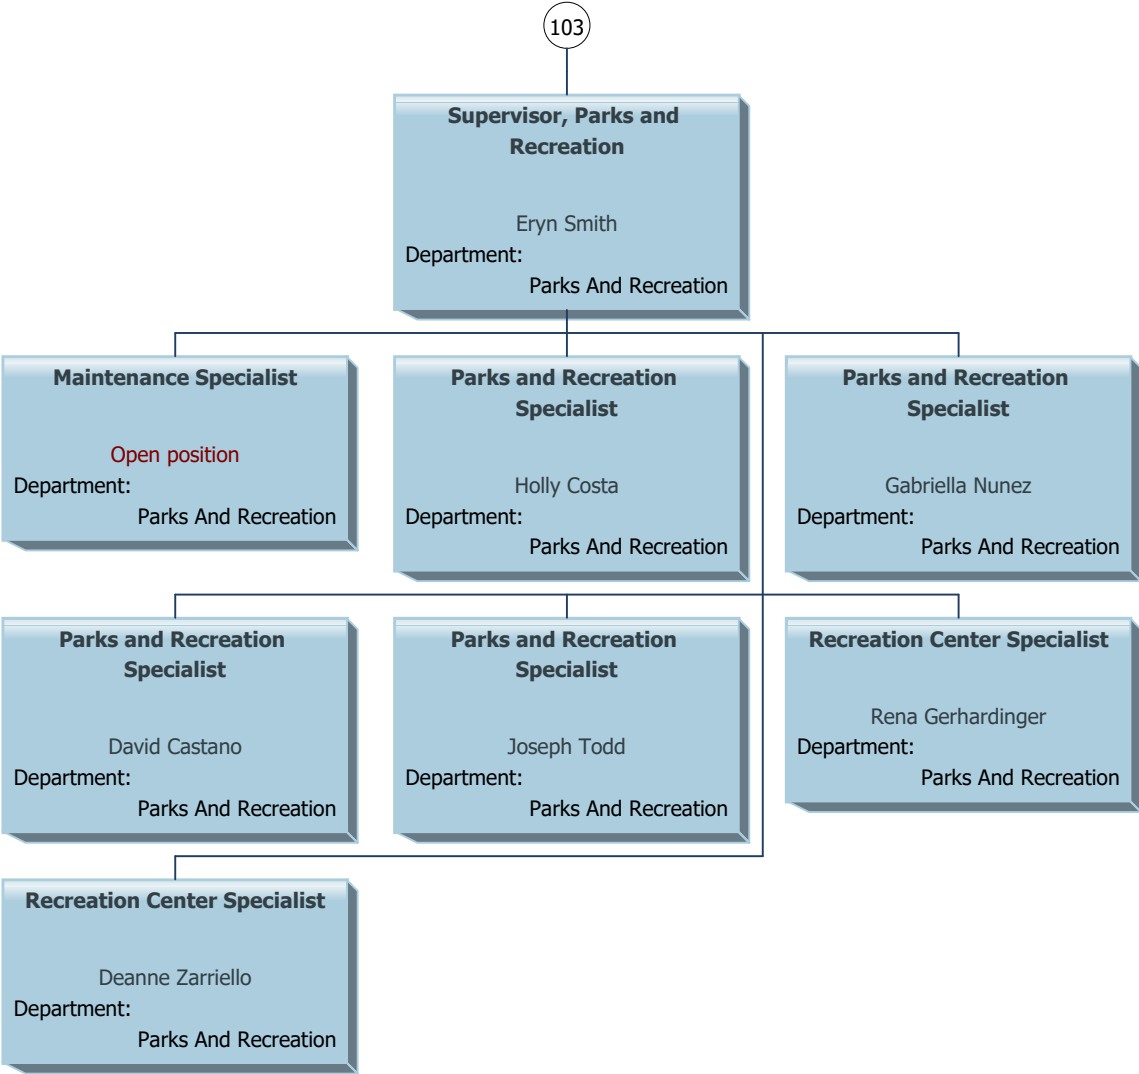 103
Supervisor, Parks and
Recreation
Eryn Smith
Department:
Parks And Recreation
Maintenance Specialist
Open position
Department:
Parks And Recreation
Parks and Recreation
Specialist
Holly Costa
Department:
Parks And Recreation
Parks and Recreation
Specialist
Gabriella Nunez
Department:
Parks And Recreation
Parks and Recreation
Specialist
David Castano
Department:
Parks And Recreation
Parks and Recreation
Specialist
Joseph Todd
Department:
Parks And Recreation
Recreation Center Specialist
Rena Gerhardinger
Department:
Parks And Recreation
Recreation Center Specialist
Deanne Zarriello
Department:
Parks And Recreation